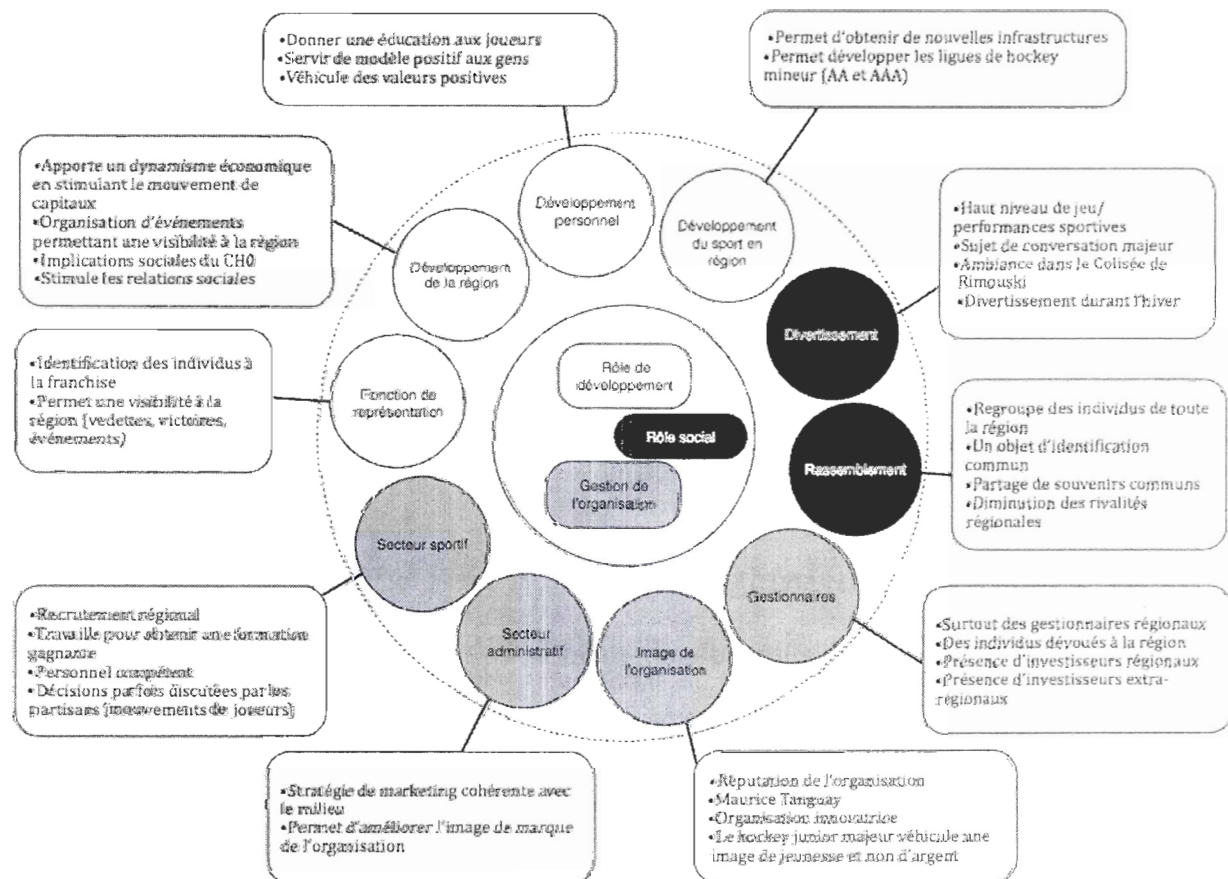 •Donner une éducation aux joueurs
•Servir de modèle positif aux gens
•Véhicule des valeurs positives
•Permet d'obtenir de nouvelles infrastructures
•Permet développer les ligues de hockey
mineur (AA et AAA)
•Apporte un dynamisme économique
en stimulant le mouvement de
capitaux
•Organisation d'événements
permettant une visibilité à la région
•Implications sociales du CHO
•Stimule les relations sociales
Développement
personnel
Développement
du sport en
région
•Haut niveau de jeu/
performances sportives
•Sujet de conversation majeur
•Ambiance dans le Colisée de
Rimouski
•Divertissement durant l'hiver
Développement
de la région
Divertissement
•Identification des individus à
la franchise
•Permet une visibilité à la
région (vedettes, victoires,
événements)
Fonction de
représentation
Rôle de
développement
Rôle social
Gestion de
l'organisation
Rassemblement
•Regroupe des individus de toute
la région
•Un objet d'identification
commun
•Partage de souvenirs communs
•Diminution des rivalités
régionales
Secteur sportif
Gestionnaires
•Recrutement régional
•Travaille pour obtenir une formation
gagnante
•Personnel compétent
•Décisions parfois discutées par les
partisans (mouvements de joueurs)
Secteur
administratif
Image de
l'organisation
•Surtout des gestionnaires régionaux
•Des individus dévoués à la région
•Présence d'investisseurs régionaux
•Présence d'investisseurs extra-
régionaux
•Stratégie de marketing cohérente avec
le milieu
•Permet d'améliorer l'image de marque
de l'organisation
•Réputation de l'organisation
•Maurice Tanguay
•Organisation innovatrice
•Le hockey junior majeur véhicule une
image de jeunesse et non d'argent